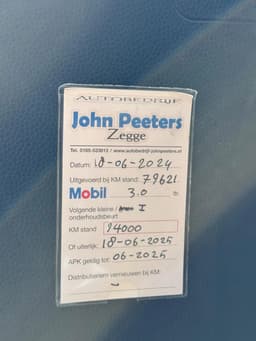 AUTOBEDRIJF
John Peeters
Zegge
Tel. 0165-523013 / www.autobedrijf-johnpeeters.nl
Datum: 18-06-2024
Uitgevoerd bij KM stand: 79621
Mobil 3.0 ltr.
Volgende kleine / I
onderhoudsbeurt
KM stand 94000
Of uiterlijk: 18-06-2025
APK geldig tot: 06-2025
Distributieriem vernieuwen bij KM:
-